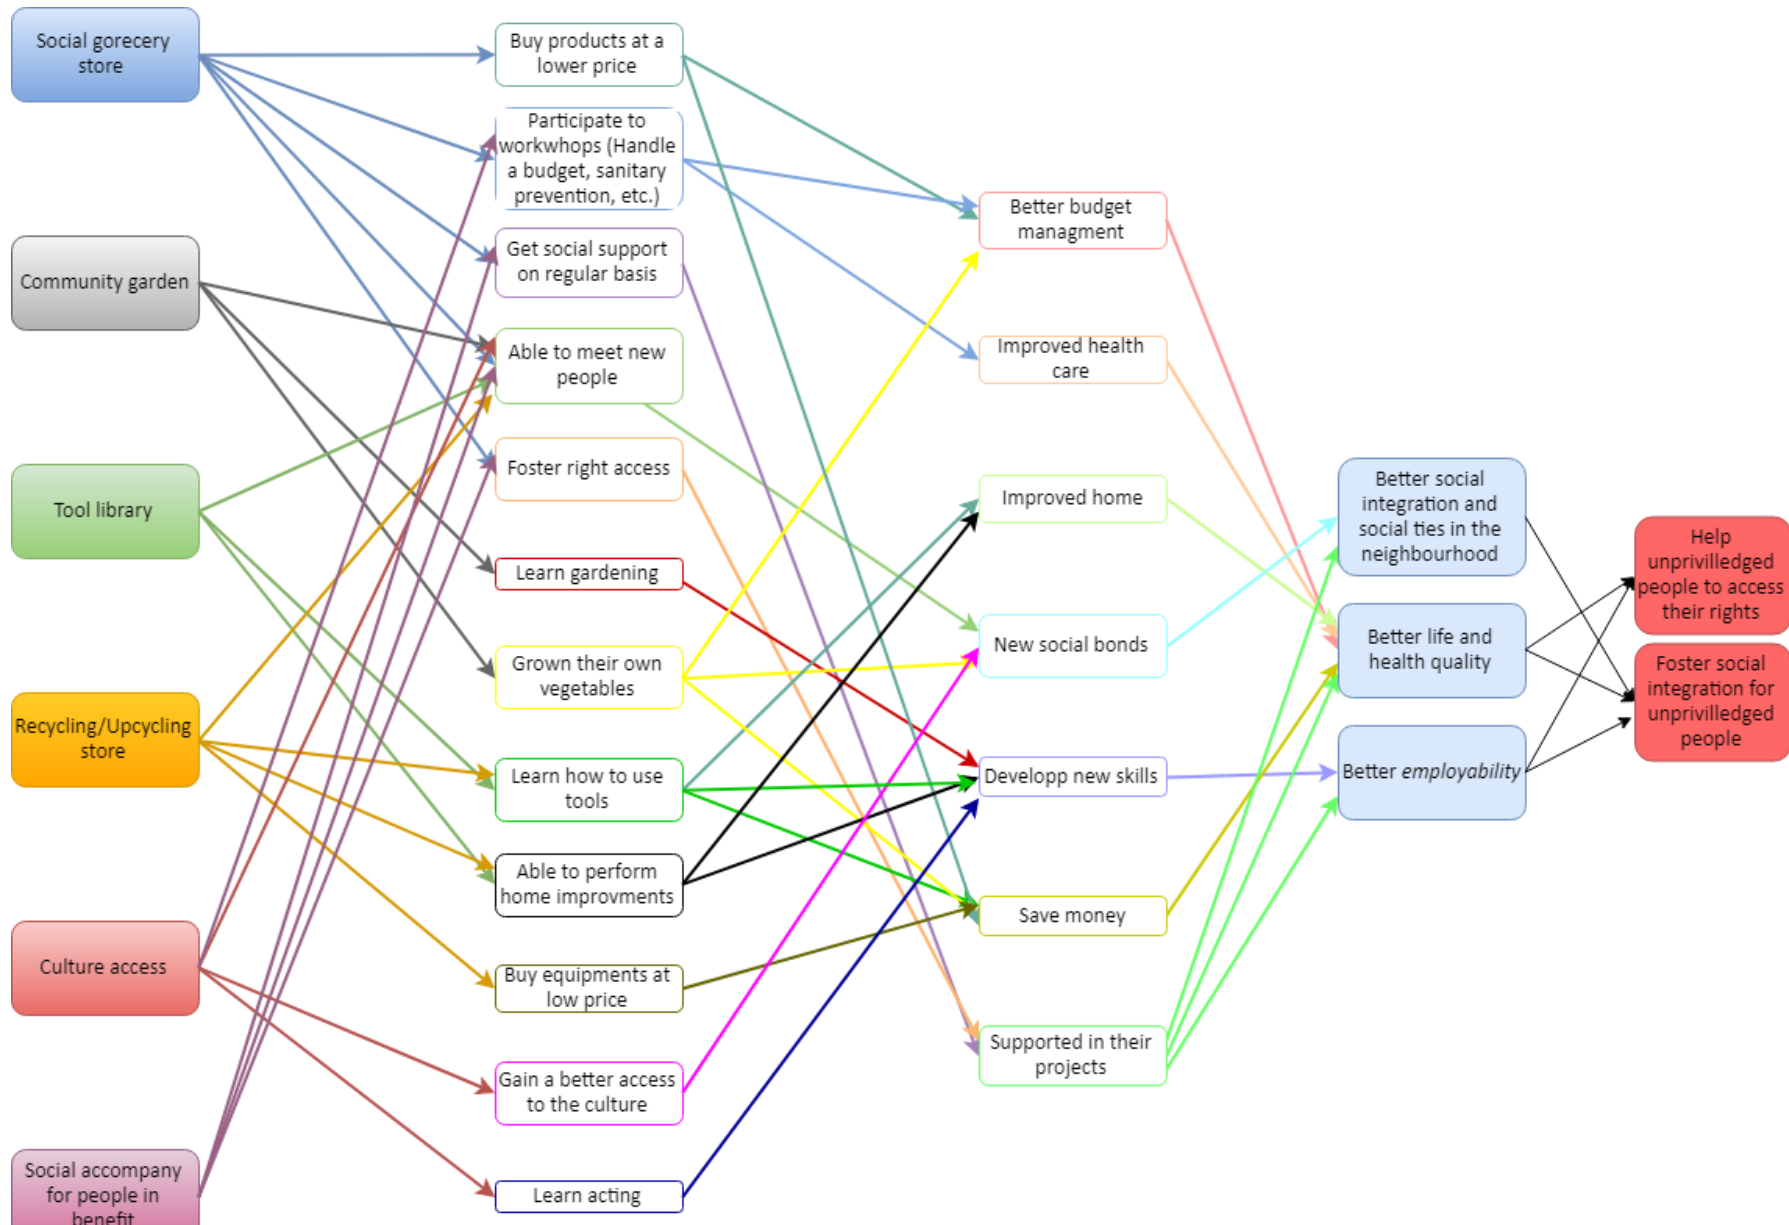 Social gorecery
store
Community garden
Tool library
Recycling/Upcycling
store
Culture access
Social accompany
for people in
benefit
Buy products at a
lower price
Participate to
workwhops (Handle
a budget, sanitary
prevention, etc.)
Get social support
on regular basis
Able to meet new
people
Foster right access
Learn gardening
Grown their own
vegetables
Learn how to use
tools
Able to perform
home improvments
Buy equipments at
low price
Gain a better access
to the culture
Learn acting
Better budget
managment
Improved health
care
Improved home
New social bonds
Developp new skills
Save money
Supported in their
projects
Better social
integration and
social ties in the
neighbourhood
Better life and
health quality
Better employability
Help
unprivilledged
people to access
their rights
Foster social
integration for
unprivilledged
people